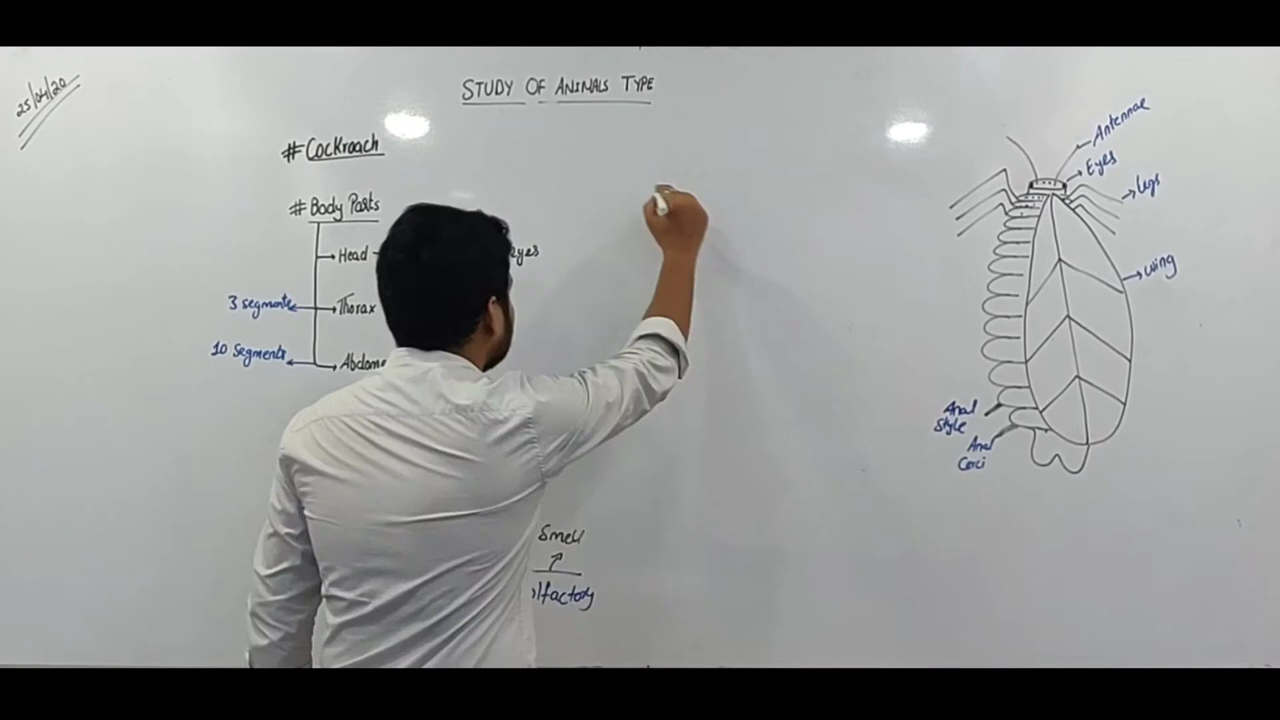 25/04/20
STUDY OF ANIMALS TYPE
# Cockroach
# Body Parts
Head
eyes
3 segments
Thorax
10 Segments
Smell
Antennae
Eyes
legs
wing
Anal
Style
Anal
Cerci